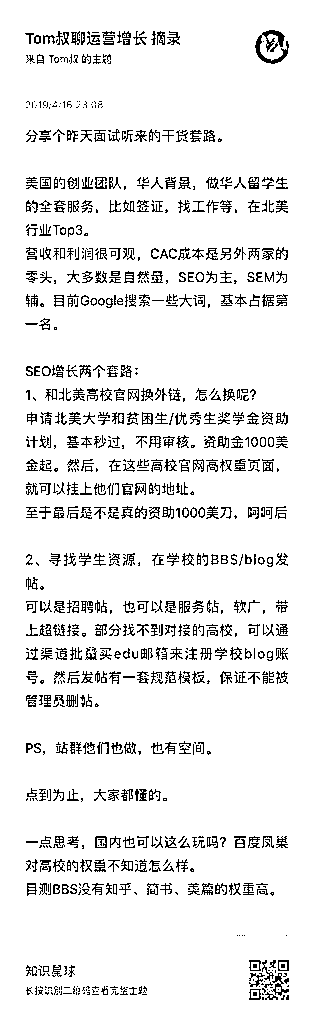 Tom叔聊运营增长 摘录
来自 Tom叔 的主题
2019/4/16 23:08
分享个昨天面试听来的干货套路。
美国的创业团队，华人背景，做华人留学生
的全套服务，比如签证，找工作等，在北美
行业Top3。
营收和利润很可观，CAC成本是另外两家的
零头，大多数是自然量，SEO为主，SEM为
辅。目前Google搜索一些大词，基本占据第
一名。
SEO增长两个套路：
1、和北美高校官网换外链，怎么换呢？
申请北美大学和贫困生/优秀生奖学金资助
计划，基本秒过，不用审核。资助金1000美
金起。然后，在这些高校官网高权重页面，
就可以挂上他们官网的地址。
至于最后是不是真的资助1000美刀，呵呵后
2、寻找学生资源，在学校的BBS/blog发
帖。
可以是招聘帖，也可以是服务帖，软广，带
上超链接。部分找不到对接的高校，可以通
过渠道批量买edu邮箱来注册学校blog账
号。然后发帖有一套规范模板，保证不能被
管理员删帖。
PS，站群他们也做，也有空间。
点到为止，大家都懂的。
一点思考，国内也可以这么玩吗？百度凤巢
对高校的权重不知道怎么样。
目测BBS没有知乎、简书、美篇的权重高。
知识星球
长按识别二维码查看完整主题